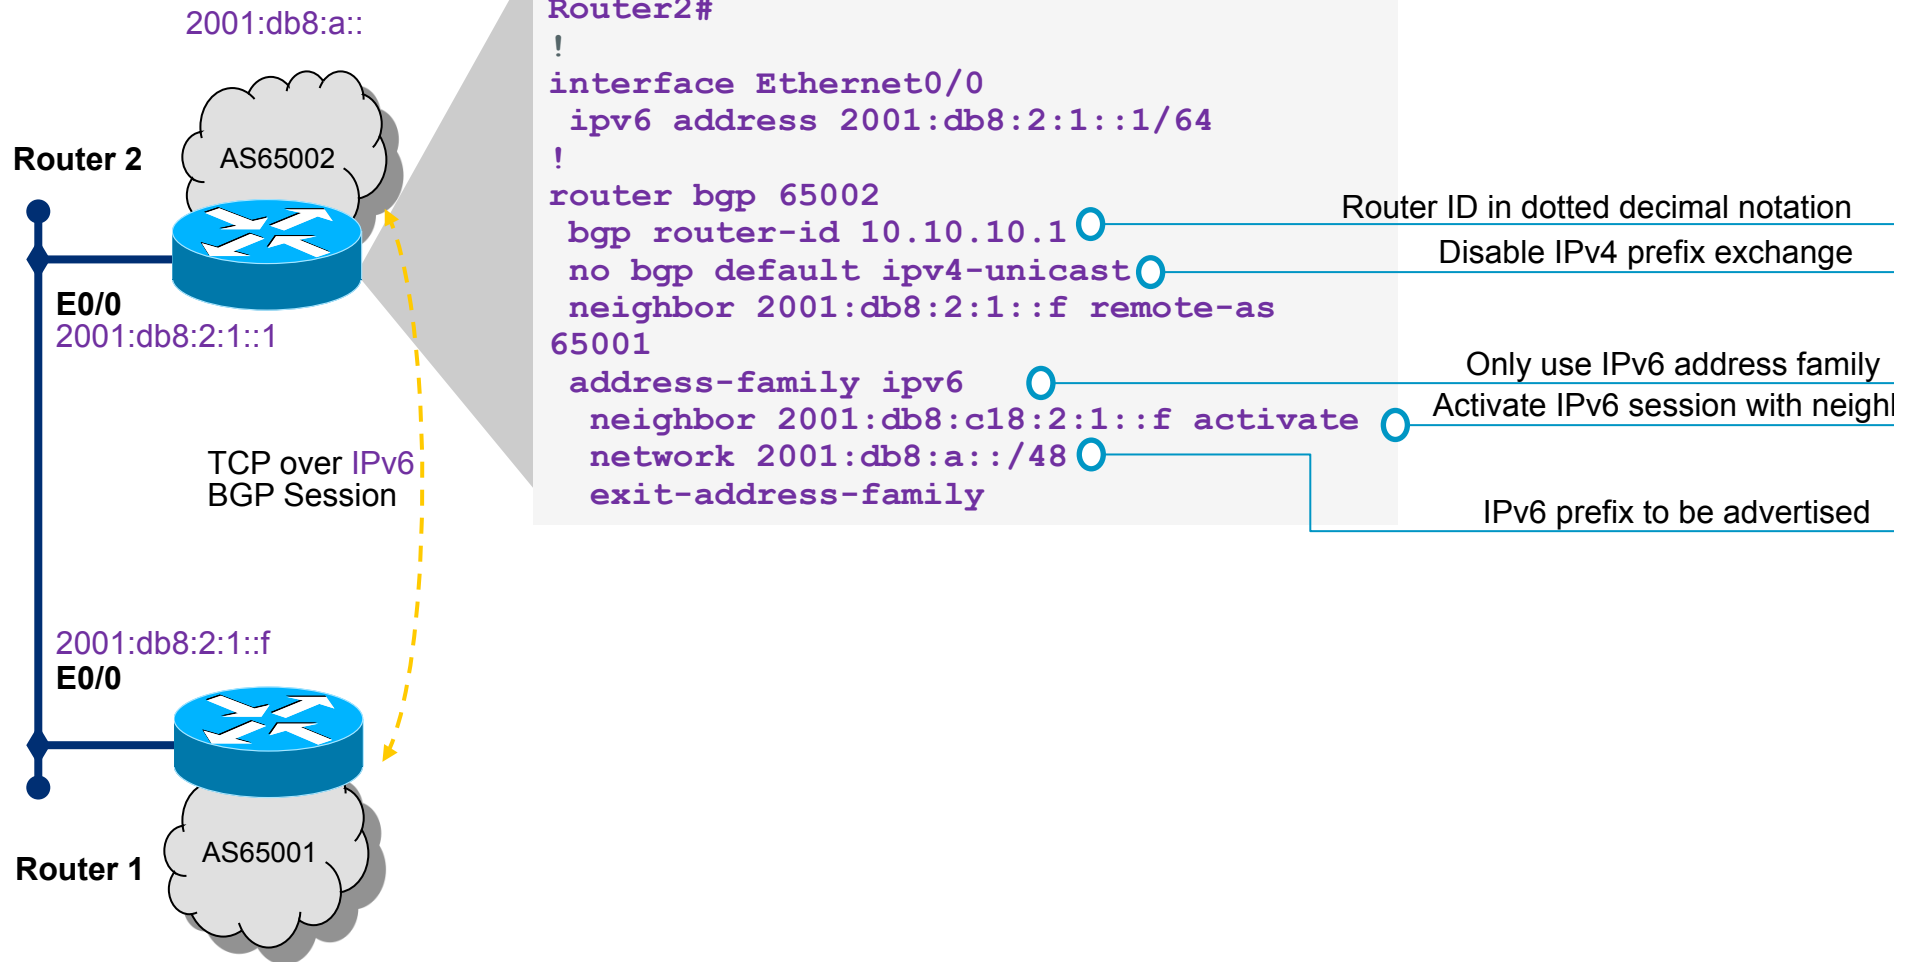 2001:db8:a::
Router 2
AS65002
E0/0
2001:db8:2:1::1
TCP over IPv6
BGP Session
2001:db8:2:1::f
E0/0
Router 1
AS65001
Router2#
!
interface Ethernet0/0
ipv6 address 2001:db8:2:1::1/64
!
router bgp 65002
bgp router-id 10.10.10.1
no bgp default ipv4-unicast
neighbor 2001:db8:2:1::f remote-as
65001
address-family ipv6
neighbor 2001:db8:c18:2:1::f activate
network 2001:db8:a::/48
exit-address-family
Router ID in dotted decimal notation
Disable IPv4 prefix exchange
Only use IPv6 address family
Activate IPv6 session with
IPv6 prefix to be advertised